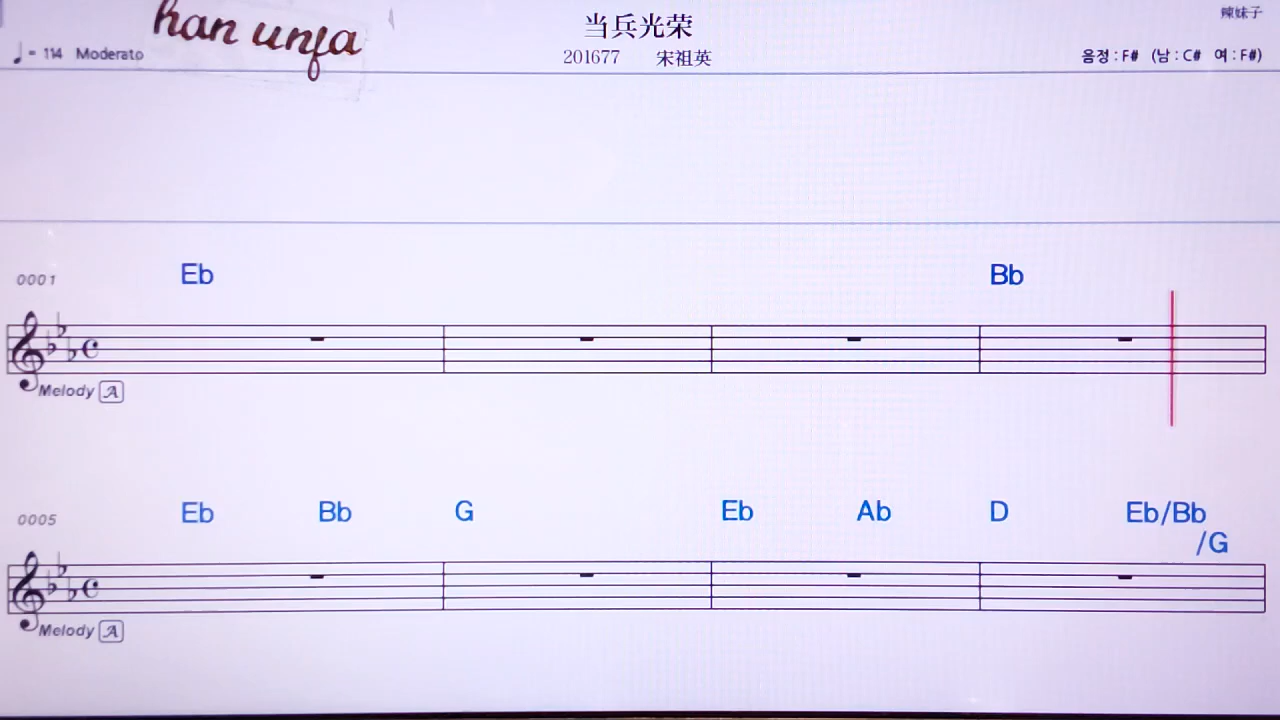 han unfa
当兵光荣
辣妹子
♩= 114 Moderato
201677 宋祖英
음정 : F# (남 : C# 여 : F#)
0001
Eb Bb
Melody A
0005
Eb Bb G Eb Ab D Eb/Bb
/G
Melody A